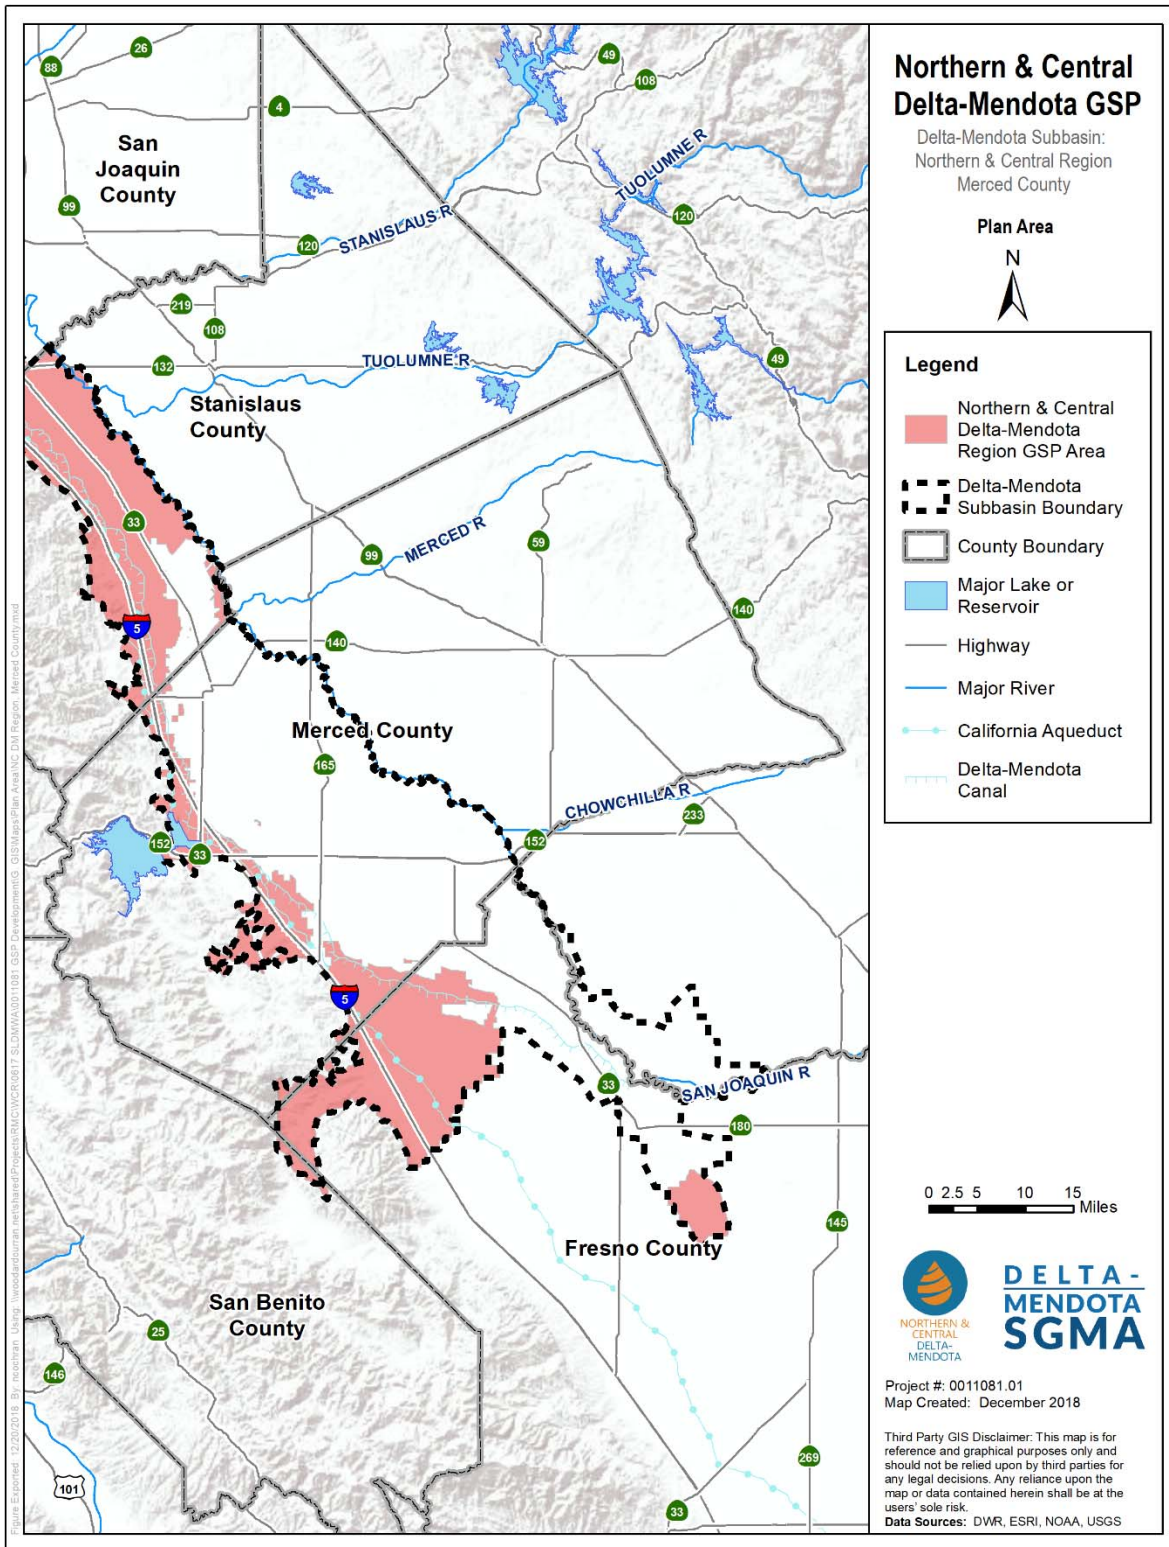 Northern & Central
Delta-Mendota GSP
Delta-Mendota Subbasin:
Northern & Central Region
Merced County
Plan Area
N
Legend
Northern & Central
Delta-Mendota
Region GSP Area
Delta-Mendota
Subbasin Boundary
County Boundary
Major Lake or
Reservoir
Highway
Major River
California Aqueduct
Delta-Mendota
Canal
0 2.5 5 10 15
Miles
NORTHERN &
CENTRAL
DELTA-
MENDOTA
DELTA-
MENDOTA
SGMA
Project #: 0011081.01
Map Created: December 2018
Third Party GIS Disclaimer: This map is for
reference and graphical purposes only and
should not be relied upon by third parties for
any legal decisions. Any reliance upon the
map or data contained herein shall be at the
users' sole risk.
Data Sources: DWR, ESRI, NOAA, USGS
26
88
49
108
4
San
Joaquin
County
TUOLUMNE R
99
120
STANISLAUS R
120
219
108
49
132
TUOLUMNE R
Stanislaus
County
33
99
MERCED R
59
5
140
140
Merced County
165
CHOWCHILLA R
233
152
152
33
5
33
SAN JOAQUIN R
180
145
Fresno County
San Benito
County
25
146
101
269
33